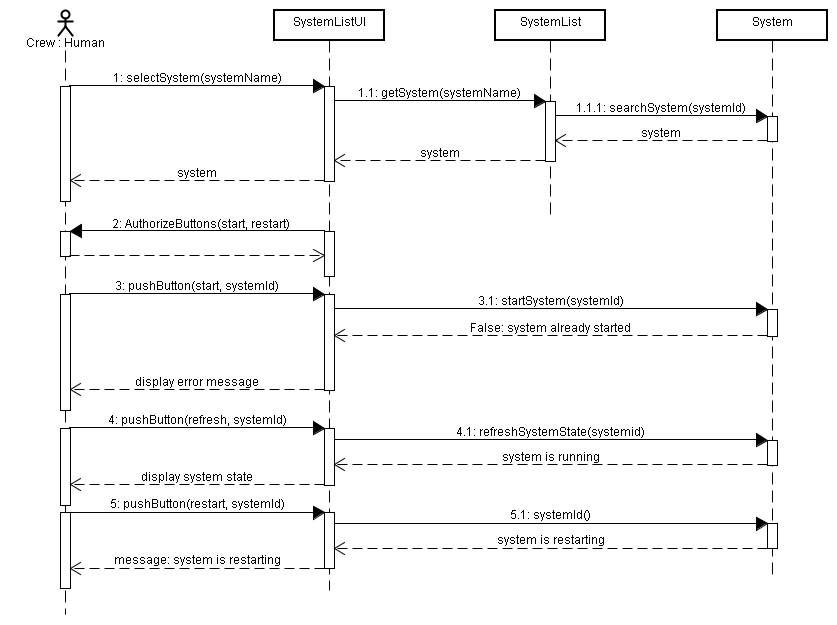 SystemListUI
SystemList
System
Crew : Human
1: selectSystem(systemName)
1.1: getSystem(systemName)
1.1.1: searchSystem(systemId)
system
system
system
2: AuthorizeButtons(start, restart)
3: pushButton(start, systemId)
3.1: startSystem(systemId)
False: system already started
display error message
4: pushButton(refresh, systemId)
4.1: refreshSystemState(systemid)
system is running
display system state
5: pushButton(restart, systemId)
5.1: systemId()
system is restarting
message: system is restarting